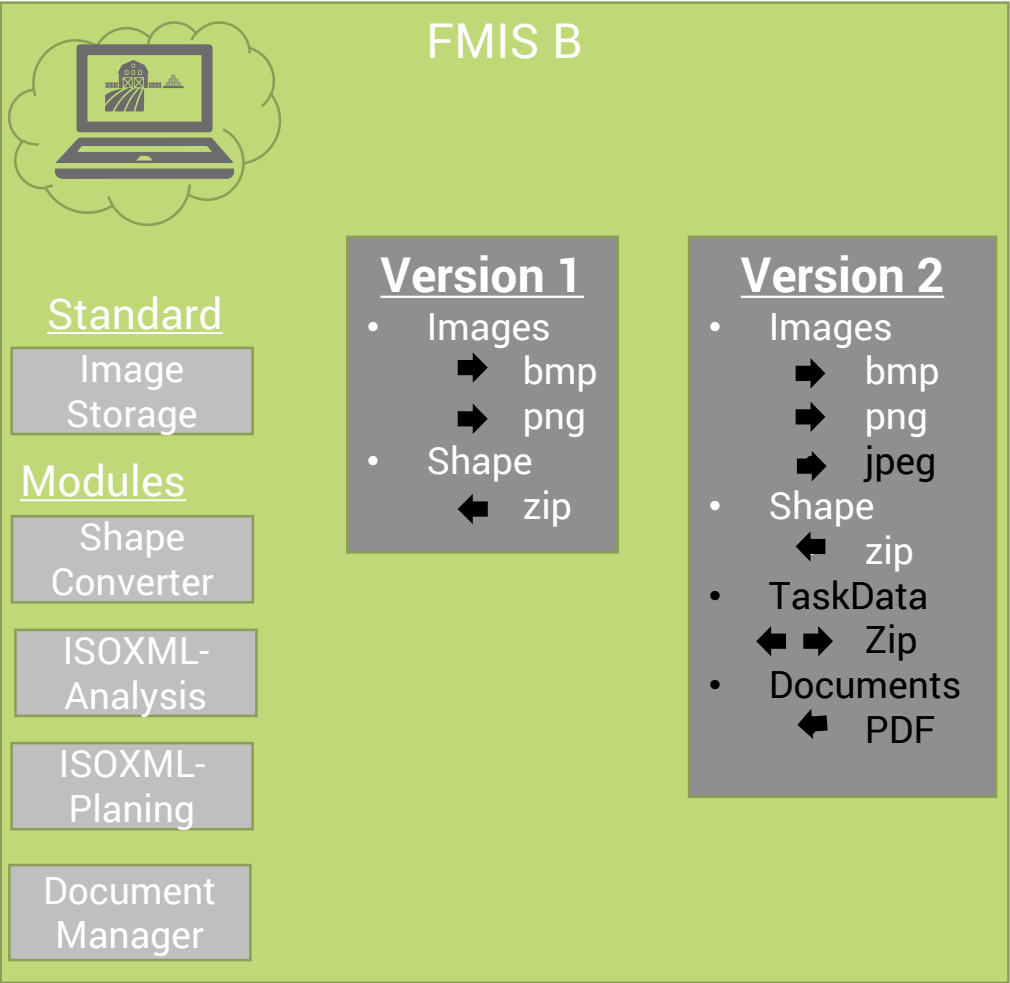 FMIS B
Standard
Image
Storage
Modules
Shape
Converter
ISOXML-
Analysis
ISOXML-
Planing
Document
Manager
Version 1
• Images
bmp
png
• Shape
zip
Version 2
• Images
bmp
png
jpeg
• Shape
zip
• TaskData
Zip
• Documents
PDF